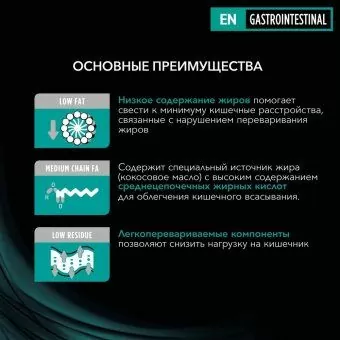 EN GASTROINTESTINAL
ОСНОВНЫЕ ПРЕИМУЩЕСТВА
LOW FAT
Низкое содержание жиров помогает
свести к минимуму кишечные расстройства,
связанные с нарушением переваривания
жиров
MEDIUM CHAIN FA
Содержит специальный источник жира
(кокосовое масло) с высоким содержанием
среднецепочечных жирных кислот
для облегчения кишечного всасывания.
LOW RESIDUE
Легкопереваримые компоненты
позволяют снизить нагрузку на кишечник